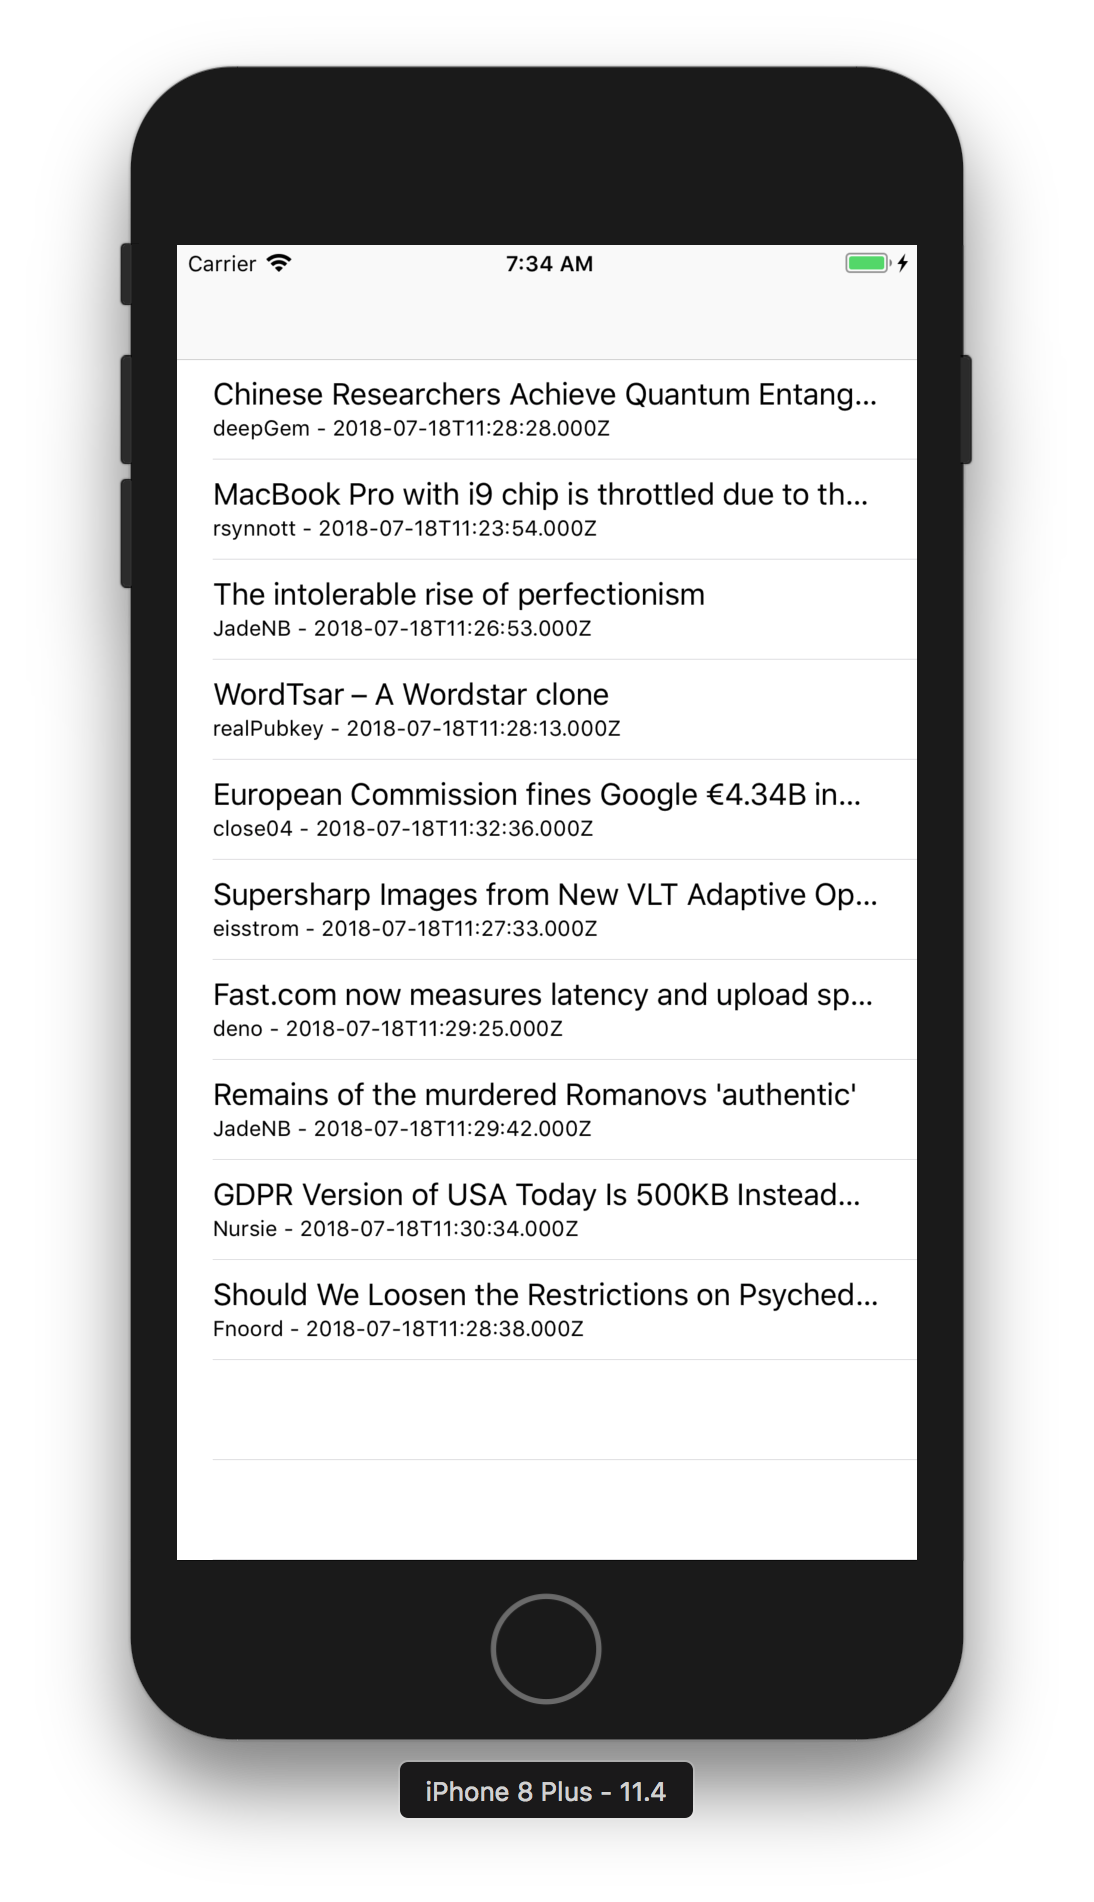 Carrier 7:34 AM
Chinese Researchers Achieve Quantum Entang...
deepGem - 2018-07-18T11:28:28.000Z
MacBook Pro with i9 chip is throttled due to th...
rsynnott - 2018-07-18T11:23:54.000Z
The intolerable rise of perfectionism
JadeNB - 2018-07-18T11:26:53.000Z
WordTsar – A Wordstar clone
realPubkey - 2018-07-18T11:28:13.000Z
European Commission fines Google €4.34B in...
close04 - 2018-07-18T11:32:36.000Z
Supersharp Images from New VLT Adaptive Op...
eisstrom - 2018-07-18T11:27:33.000Z
Fast.com now measures latency and upload sp...
deno - 2018-07-18T11:29:25.000Z
Remains of the murdered Romanovs 'authentic'
JadeNB - 2018-07-18T11:29:42.000Z
GDPR Version of USA Today Is 500KB Instead...
Nursie - 2018-07-18T11:30:34.000Z
Should We Loosen the Restrictions on Psyched...
Fnoord - 2018-07-18T11:28:38.000Z
iPhone 8 Plus - 11.4